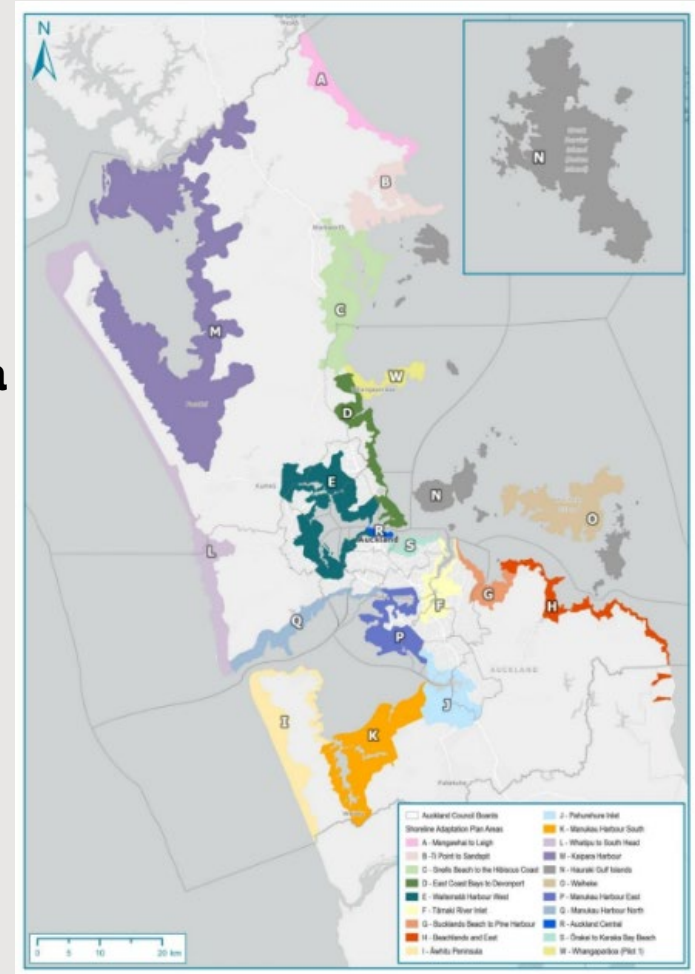 N
A
B
Warkworth
C
M
W
D
E
N
R
Auckland
S
O
L
F
G
H
Q
P
AUCKLAND
I
J
K
Pukekohe
N
0 5 10 20 km
Auckland Council Boards
Shoreline Adaptation Plan Areas
A - Mangawhai to Leigh
B - Ti Point to Sandspit
C - Snells Beach to the Hibiscus Coast
D - East Coast Bays to Devonport
E - Waitematā Harbour West
F - Tāmaki River Inlet
G - Bucklands Beach to Pine Harbour
H - Beachlands and East
I - Āwhitu Peninsula
J - Pahurehure Inlet
K - Manukau Harbour South
L - Whatipu to South Head
M - Kaipara Harbour
N - Hauraki Gulf Islands
O - Waiheke
P - Manukau Harbour East
Q - Manukau Harbour North
R - Auckland Central
S - Ōrākei to Karaka Bay Beach
W - Whangaparāoa (Pilot 1)